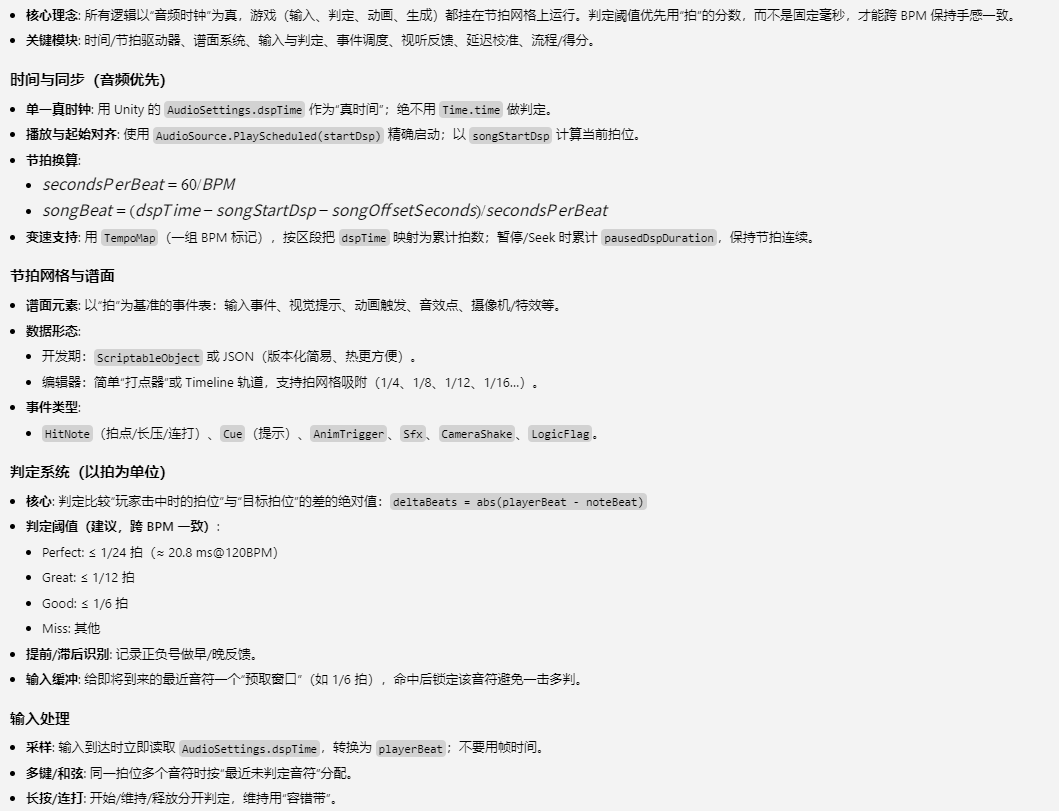 核心理念: 所有逻辑以“音频时钟”为真，游戏（输入、判定、动画、生成）都挂在节拍网格上运行。判定阈值优先用“拍”的分数，而不是固定毫秒，才能跨 BPM 保持手感一致。
关键模块: 时间/节拍驱动器、谱面系统、输入与判定、事件调度、视听反馈、延迟校准、流程/得分。
时间与同步（音频优先）
单一真时钟: 用 Unity 的 AudioSettings.dspTime 作为“真时间”；绝不用 Time.time 做判定。
播放与起始对齐: 使用 AudioSource.PlayScheduled(startDsp) 精确启动；以 songStartDsp 计算当前拍位。
节拍换算:
secondsPerBeat = 60/BPM
songBeat = (dspTime − songStartDsp − songOffsetSeconds)/secondsPerBeat
变速支持: 用 TempoMap（一组 BPM 标记），按区段把 dspTime 映射为累计拍数；暂停/Seek 时累计 pausedDspDuration，保持节拍连续。
节拍网格与谱面
谱面元素: 以“拍”为基准的事件表：输入事件、视觉提示、动画触发、音效点、摄像机/特效等。
数据形态:
开发期：ScriptableObject 或 JSON（版本化简易、热更方便）。
编辑器：简单“打点器”或 Timeline 轨道，支持拍网格吸附（1/4、1/8、1/12、1/16…）。
事件类型:
HitNote（拍点/长压/连打）、Cue（提示）、AnimTrigger、Sfx、CameraShake、LogicFlag。
判定系统（以拍为单位）
核心: 判定比较“玩家击中时的拍位”与“目标拍位”的差的绝对值：deltaBeats = abs(playerBeat - noteBeat)
判定阈值（建议，跨 BPM 一致）:
Perfect: ≤ 1/24 拍（≈ 20.8 ms@120BPM）
Great: ≤ 1/12 拍
Good: ≤ 1/6 拍
Miss: 其他
提前/滞后识别: 记录正负号做早/晚反馈。
输入缓冲: 给即将到来的最近音符一个“预取窗口”（如 1/6 拍），命中后锁定该音符避免一击多判。
输入处理
采样: 输入到达时立即读取 AudioSettings.dspTime，转换为 playerBeat；不要用帧时间。
多键/和弦: 同一拍位多个音符时按“最近未判定音符”分配。
长按/连打: 开始/维持/释放分开判定，维持用“容错带”。